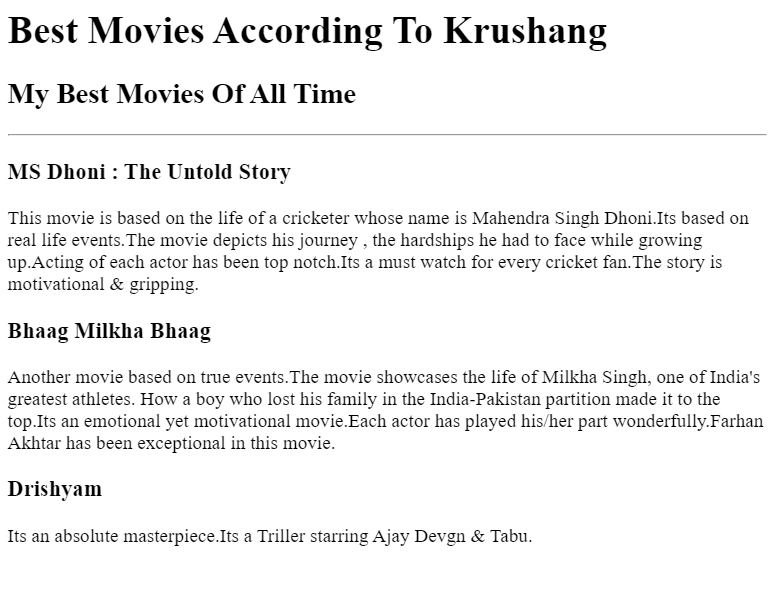 Best Movies According To Krushang
My Best Movies Of All Time
MS Dhoni : The Untold Story
This movie is based on the life of a cricketer whose name is Mahendra Singh Dhoni.Its based on
real life events.The movie depicts his journey , the hardships he had to face while growing
up.Acting of each actor has been top notch.Its a must watch for every cricket fan.The story is
motivational & gripping.
Bhaag Milkha Bhaag
Another movie based on true events.The movie showcases the life of Milkha Singh, one of India's
greatest athletes. How a boy who lost his family in the India-Pakistan partition made it to the
top.Its an emotional yet motivational movie.Each actor has played his/her part wonderfully.Farhan
Akhtar has been exceptional in this movie.
Drishyam
Its an absolute masterpiece.Its a Triller starring Ajay Devgn & Tabu.